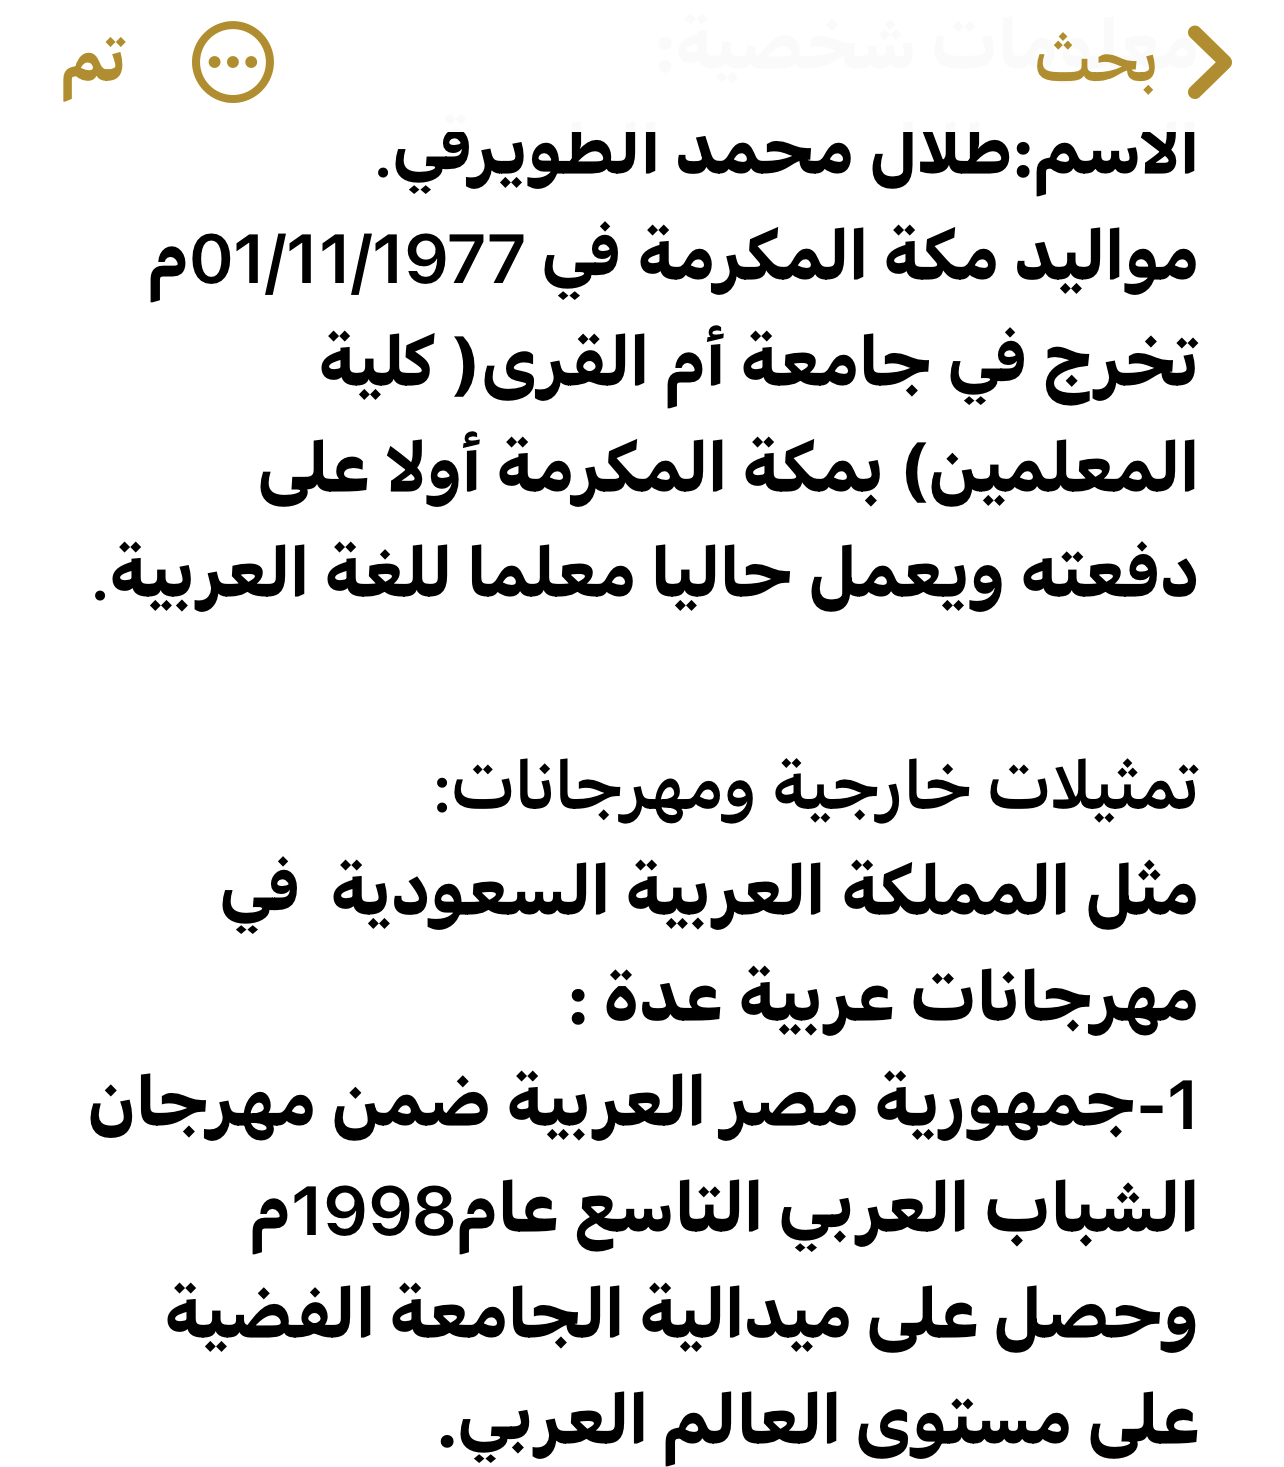 بحث
تم
معلومات شخصية:
الاسم:طلال محمد الطويرقي.
مواليد مكة المكرمة في 01/11/1977م
تخرج في جامعة أم القرى( كلية
المعلمين) بمكة المكرمة أولا على
دفعته ويعمل حاليا معلما للغة العربية.
تمثيلات خارجية ومهرجانات:
مثل المملكة العربية السعودية  في
مهرجانات عربية عدة :
1-جمهورية مصر العربية ضمن مهرجان
الشباب العربي التاسع عام1998م
وحصل على ميدالية الجامعة الفضية
على مستوى العالم العربي.